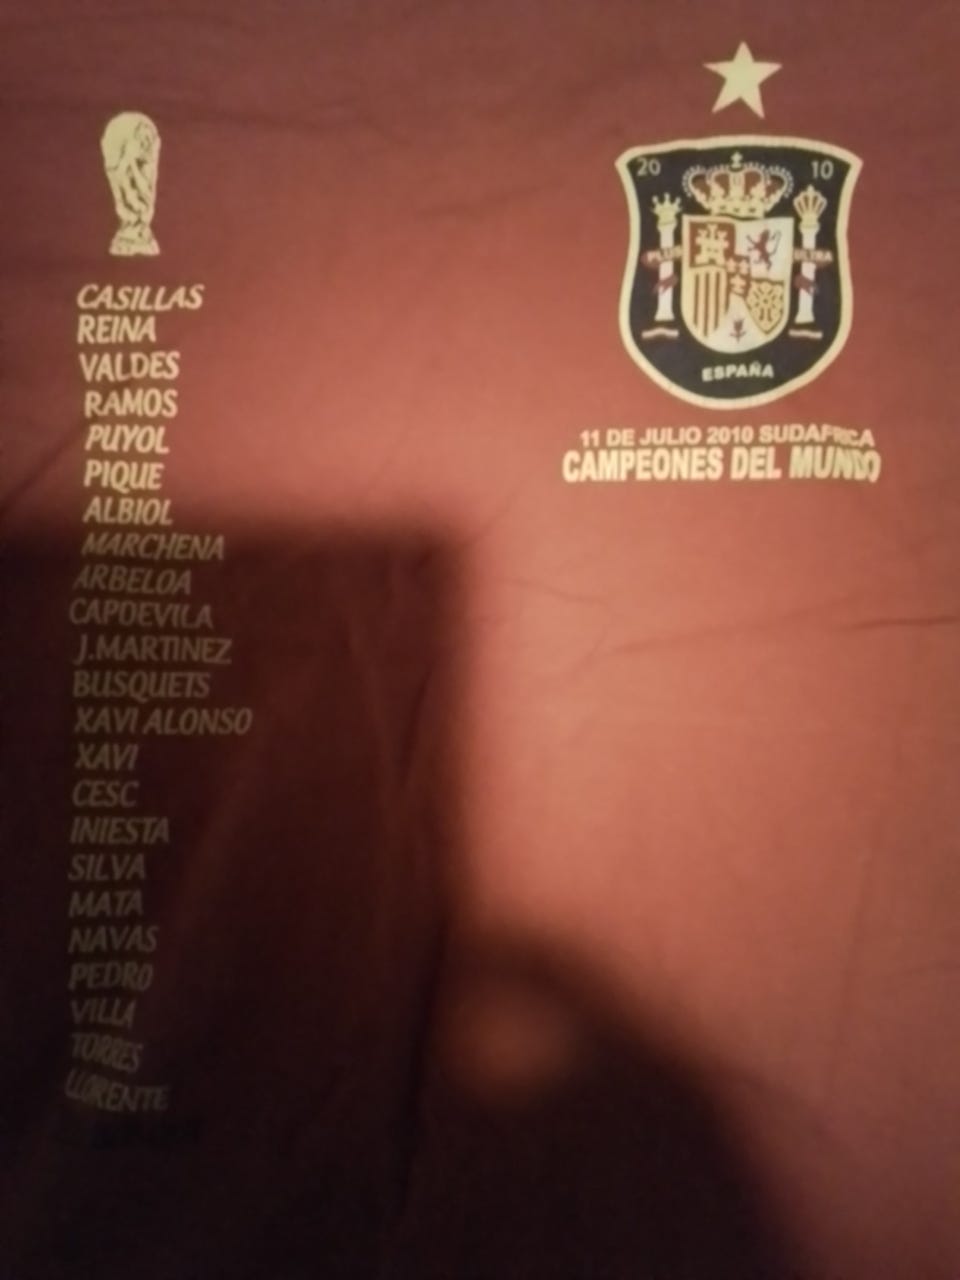 CASILLAS
REINA
VALDES
RAMOS
PUYOL
PIQUE
ALBIOL
MARCHENA
ARBELOA
CAPDEVILA
J.MARTINEZ
BUSQUETS
XAVI ALONSO
XAVI
CESC
INIESTA
SILVA
MATA
NAVAS
PEDRO
VILLA
TORRES
LLORENTE
20 10
PLUS ULTRA
ESPAÑA
11 DE JULIO 2010 SUDAFRICA
CAMPEONES DEL MUNDO